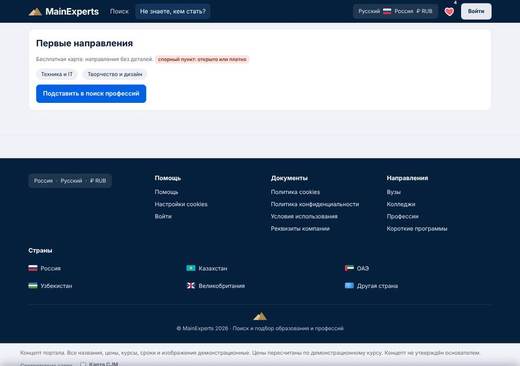 MainExperts Поиск Не знаете, кем стать? Русский Россия ₽ RUB 4 Войти
Первые направления
Бесплатная карта: направления без деталей. спорный пункт: открыто или платно
Техника и IT Творчество и дизайн
Подставить в поиск профессий
Россия · Русский · ₽ RUB
Помощь
Помощь
Настройки cookies
Войти
Документы
Политика cookies
Политика конфиденциальности
Условия использования
Реквизиты компании
Направления
Вузы
Колледжи
Профессии
Короткие программы
Страны
Россия Казахстан ОАЭ
Узбекистан Великобритания Другая страна
© MainExperts 2026 · Поиск и подбор образования и профессий
Концепт портала. Все названия, цены, курсы, сроки и изображения демонстрационные. Цены пересчитаны по демонстрационному курсу. Концепт не утверждён основателем.